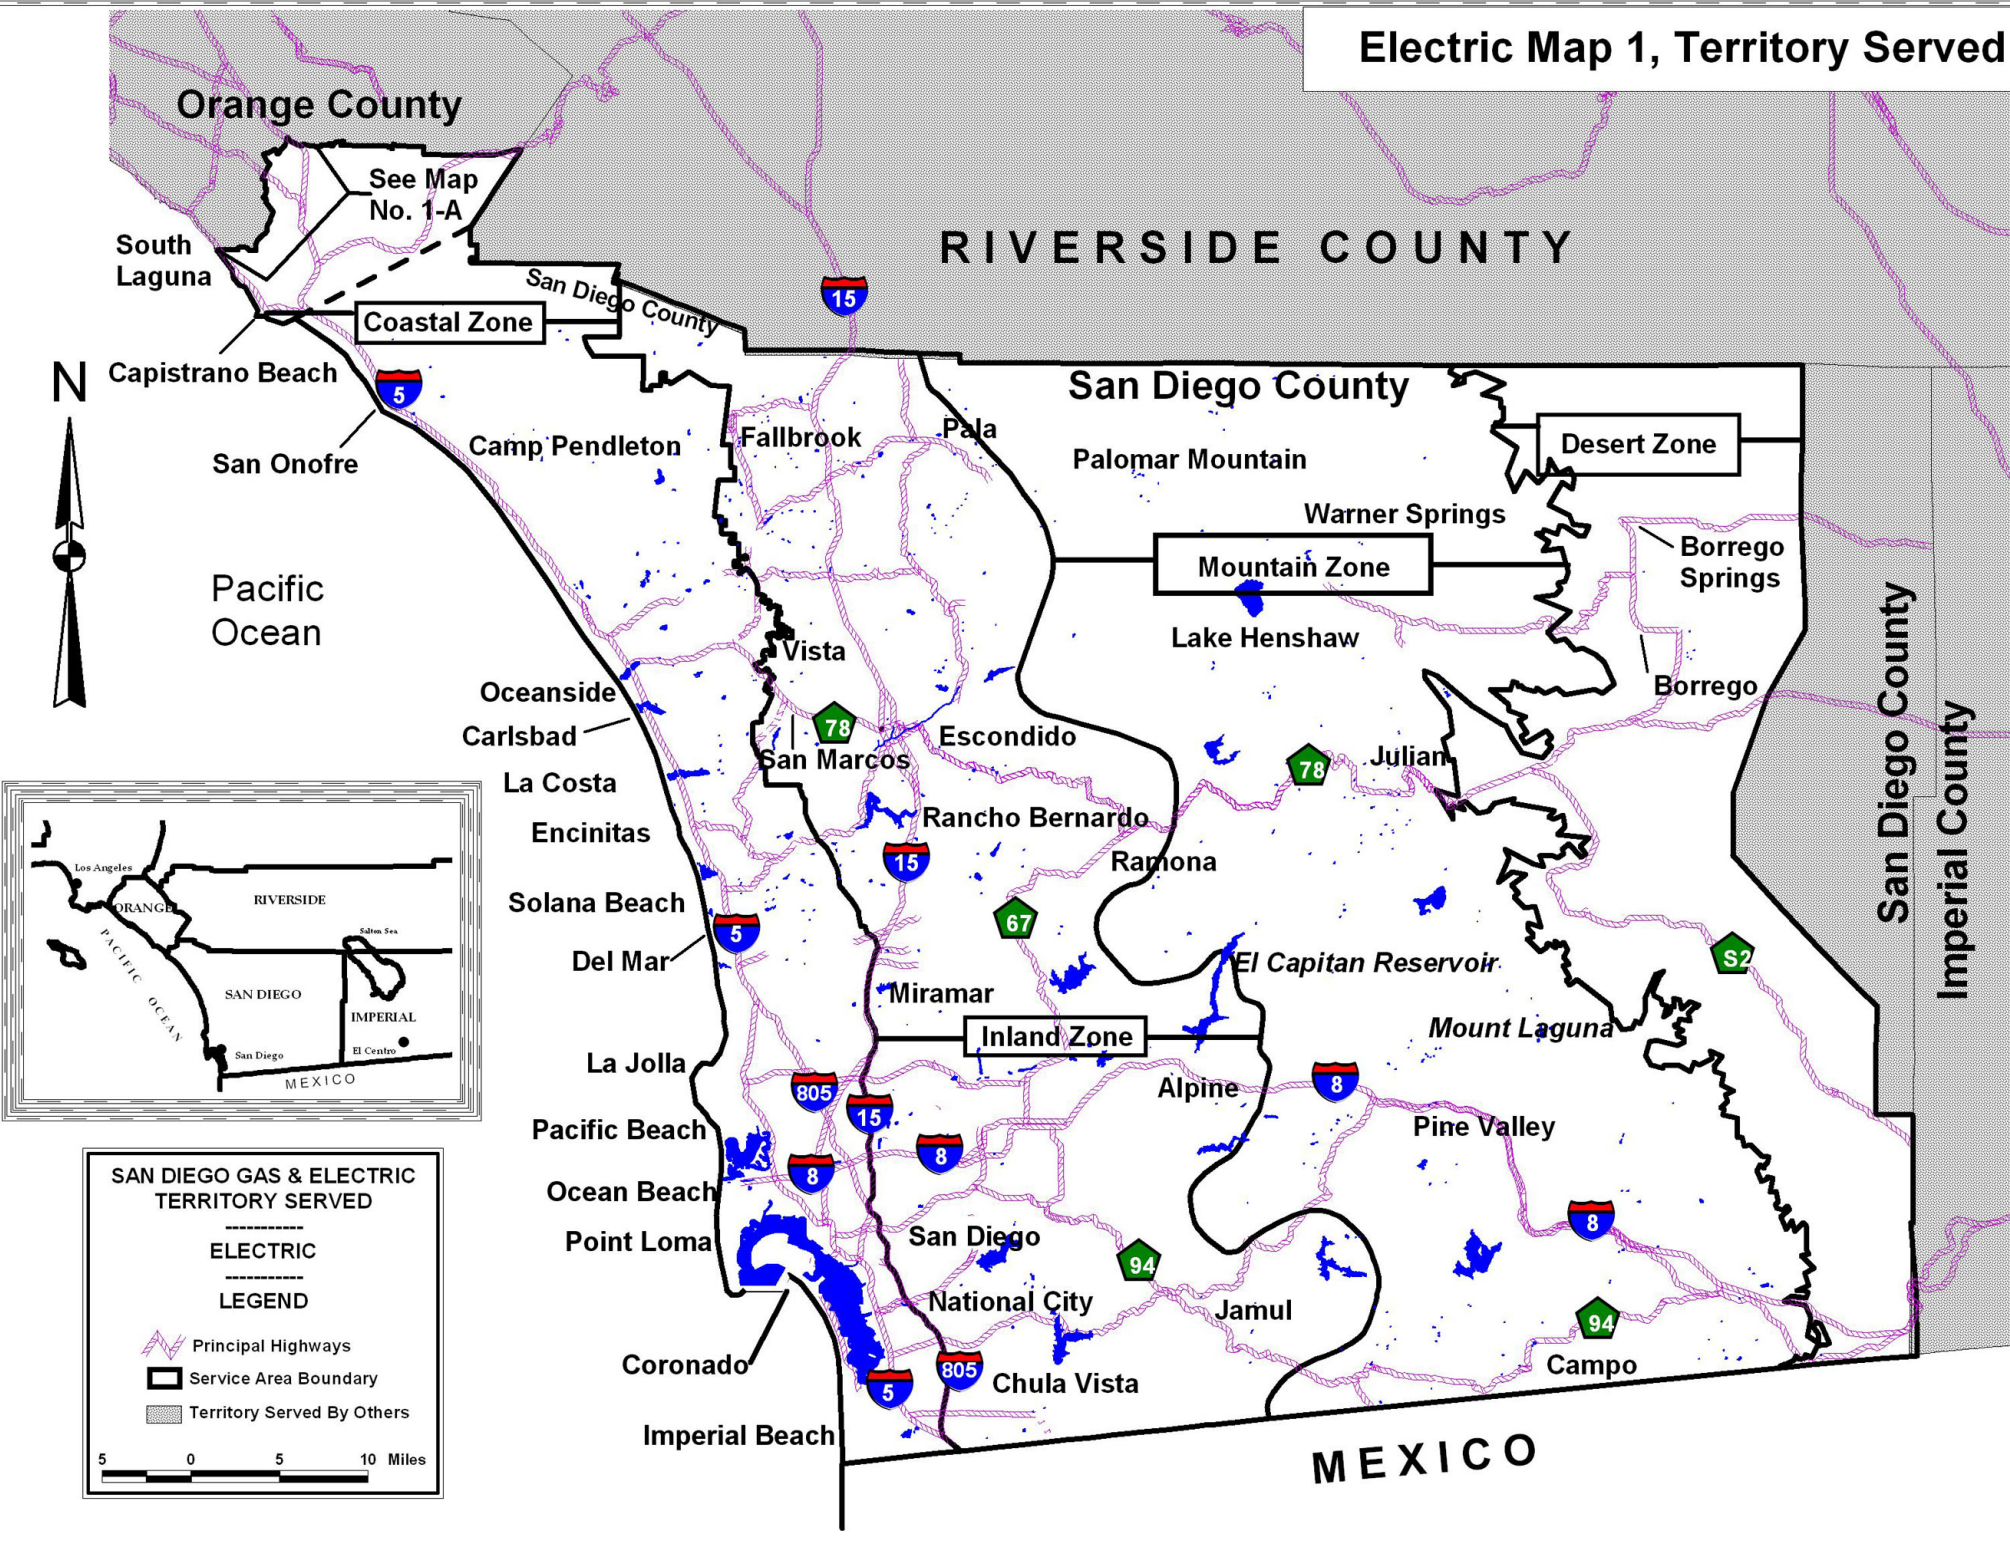 Electric Map 1, Territory Served
Orange County
See Map
No. 1-A
South
Laguna
RIVERSIDE COUNTY
San Diego County
15
Coastal Zone
Capistrano Beach
N
5
San Diego County
Desert Zone
San Onofre
Camp Pendleton
Fallbrook
Pala
Palomar Mountain
Warner Springs
Borrego
Springs
Mountain Zone
Pacific
Ocean
Lake Henshaw
Vista
Borrego
Oceanside
Carlsbad
78
San Marcos
Escondido
78
Julian
La Costa
Encinitas
Rancho Bernardo
15
Ramona
Solana Beach
5
67
Del Mar
El Capitan Reservoir
S2
Miramar
Inland Zone
Mount Laguna
La Jolla
805
15
Alpine
8
Pacific Beach
8
8
Pine Valley
Ocean Beach
Point Loma
San Diego
94
8
National City
Jamul
94
Coronado
805
5
Chula Vista
Campo
Imperial Beach
MEXICO
San Diego County
Imperial County
Los Angeles
ORANGE
RIVERSIDE
Salton Sea
PACIFIC OCEAN
SAN DIEGO
IMPERIAL
San Diego
El Centro
MEXICO
SAN DIEGO GAS & ELECTRIC
TERRITORY SERVED
-----------
ELECTRIC
-----------
LEGEND
Principal Highways
Service Area Boundary
Territory Served By Others
5 0 5 10 Miles